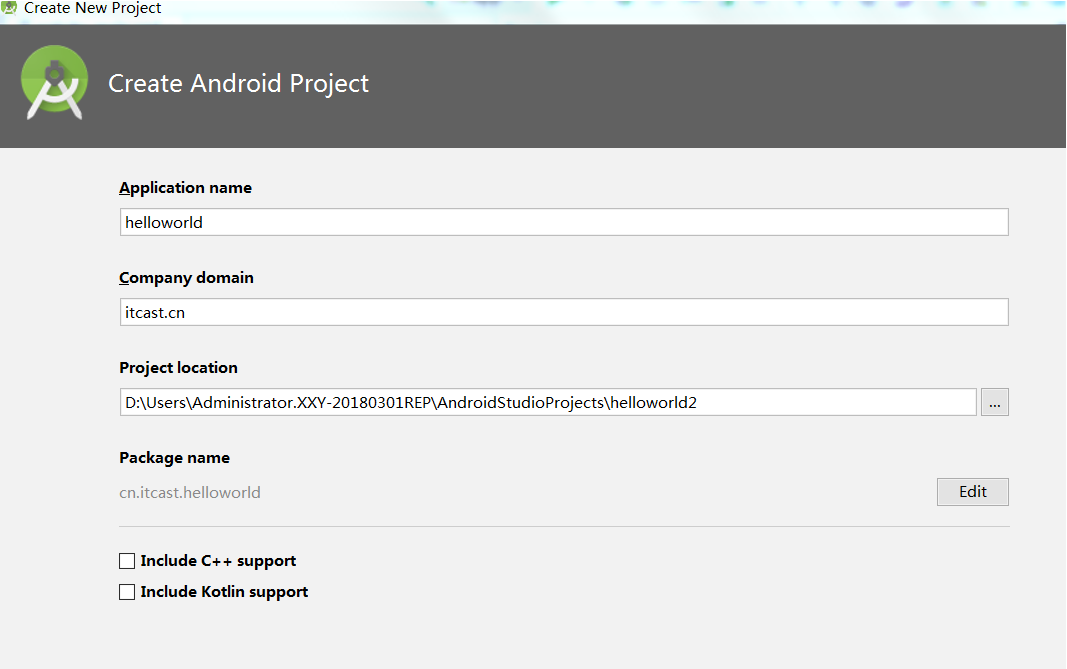 Create New Project
Create Android Project
Application name
helloworld
Company domain
itcast.cn
Project location
D:\Users\Administrator.XXY-20180301REP\AndroidStudioProjects\helloworld2
...
Package name
cn.itcast.helloworld
Edit
Include C++ support
Include Kotlin support